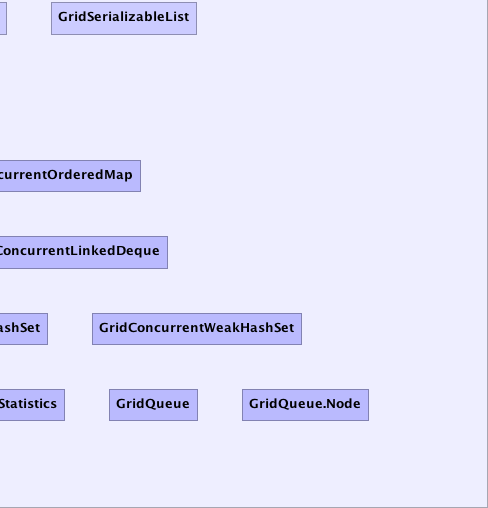 GridSerializableList
currentOrderedMap
ConcurrentLinkedDeque
ashSet GridConcurrentWeakHashSet
Statistics GridQueue GridQueue.Node